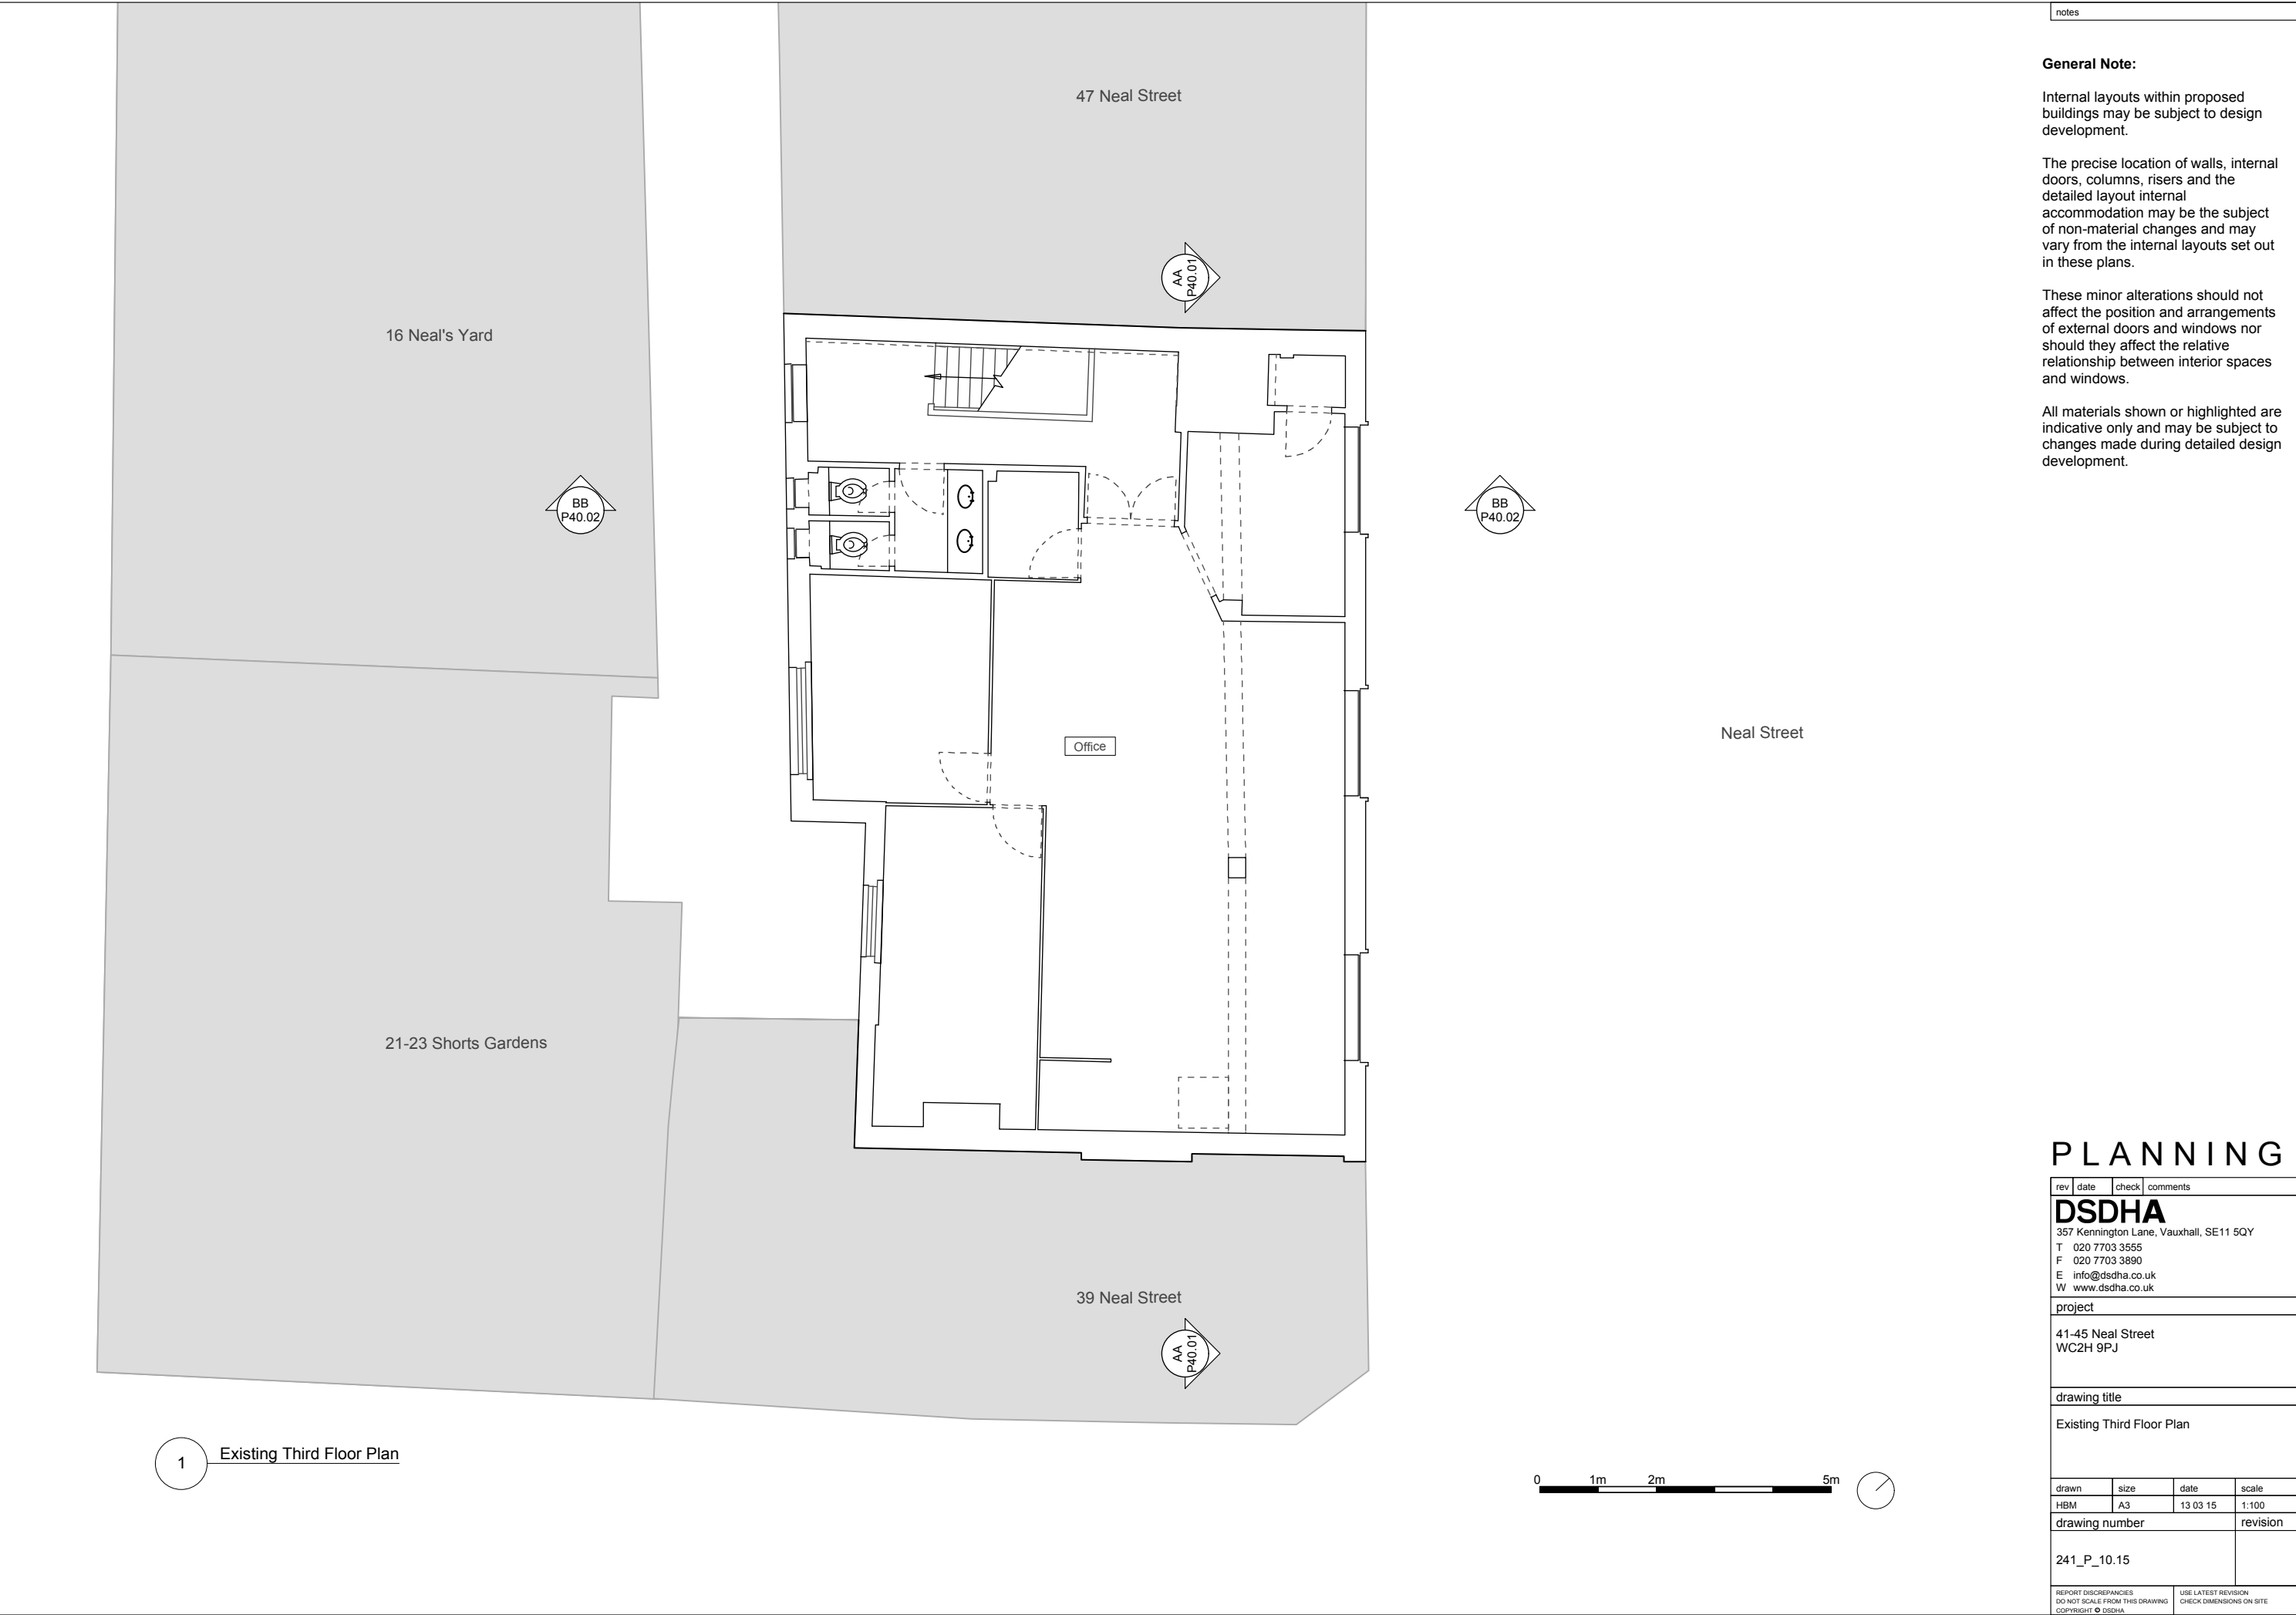 47 Neal Street
AA
P40.01
16 Neal's Yard
BB
P40.02
BB
P40.02
Office
Neal Street
21-23 Shorts Gardens
39 Neal Street
AA
P40.01
1
Existing Third Floor Plan
0 1m 2m 5m
notes
General Note:
Internal layouts within proposed
buildings may be subject to design
development.
The precise location of walls, internal
doors, columns, risers and the
detailed layout internal
accommodation may be the subject
of non-material changes and may
vary from the internal layouts set out
in these plans.
These minor alterations should not
affect the position and arrangements
of external doors and windows nor
should they affect the relative
relationship between interior spaces
and windows.
All materials shown or highlighted are
indicative only and may be subject to
changes made during detailed design
development.
PLANNING
rev date check comments
DSDHA
357 Kennington Lane, Vauxhall, SE11 5QY
T 020 7703 3555
F 020 7703 3890
E info@dsdha.co.uk
W www.dsdha.co.uk
project
41-45 Neal Street
WC2H 9PJ
drawing title
Existing Third Floor Plan
drawn size date scale
HBM A3 13 03 15 1:100
drawing number revision
241_P_10.15
REPORT DISCREPANCIES
DO NOT SCALE FROM THIS DRAWING
COPYRIGHT © DSDHA
USE LATEST REVISION
CHECK DIMENSIONS ON SITE